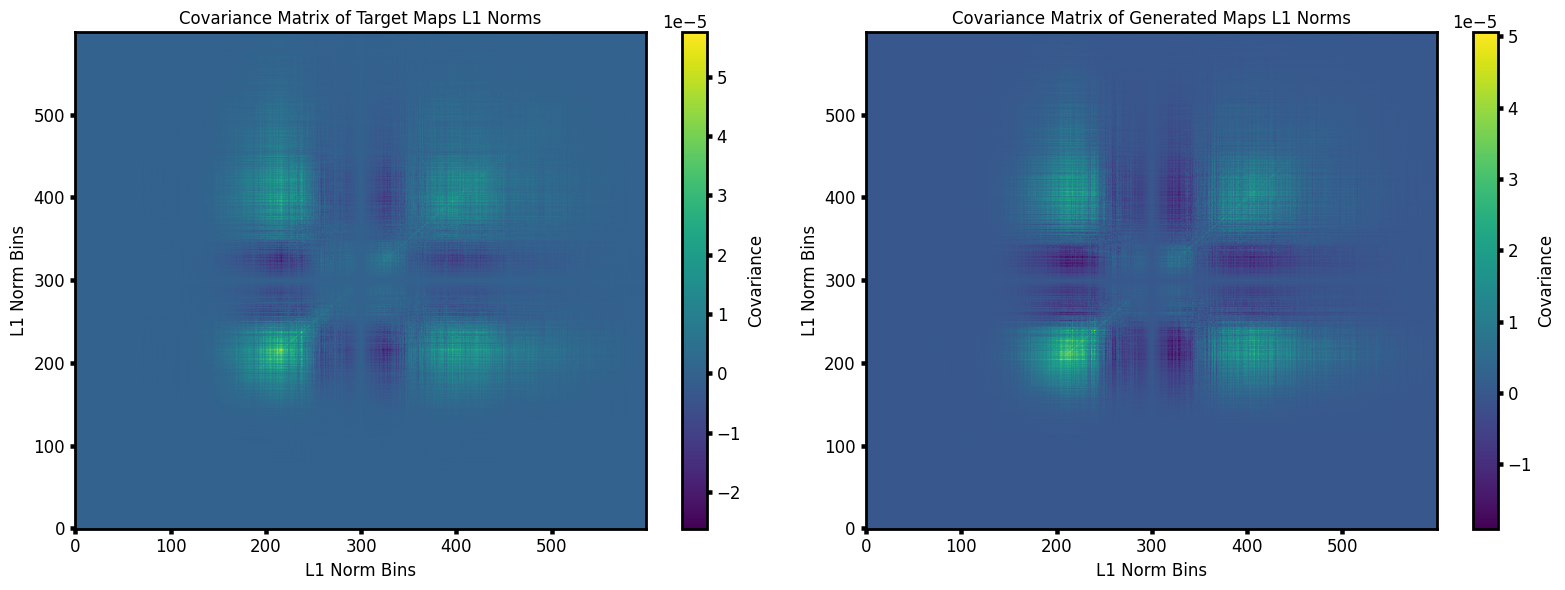 Covariance Matrix of Target Maps L1 Norms
1e−5
500
400
300
200
100
0
L1 Norm Bins
0 100 200 300 400 500
L1 Norm Bins
5
4
3
2
1
0
−1
−2
Covariance
Covariance Matrix of Generated Maps L1 Norms
1e−5
500
400
300
200
100
0
L1 Norm Bins
0 100 200 300 400 500
L1 Norm Bins
5
4
3
2
1
0
−1
Covariance